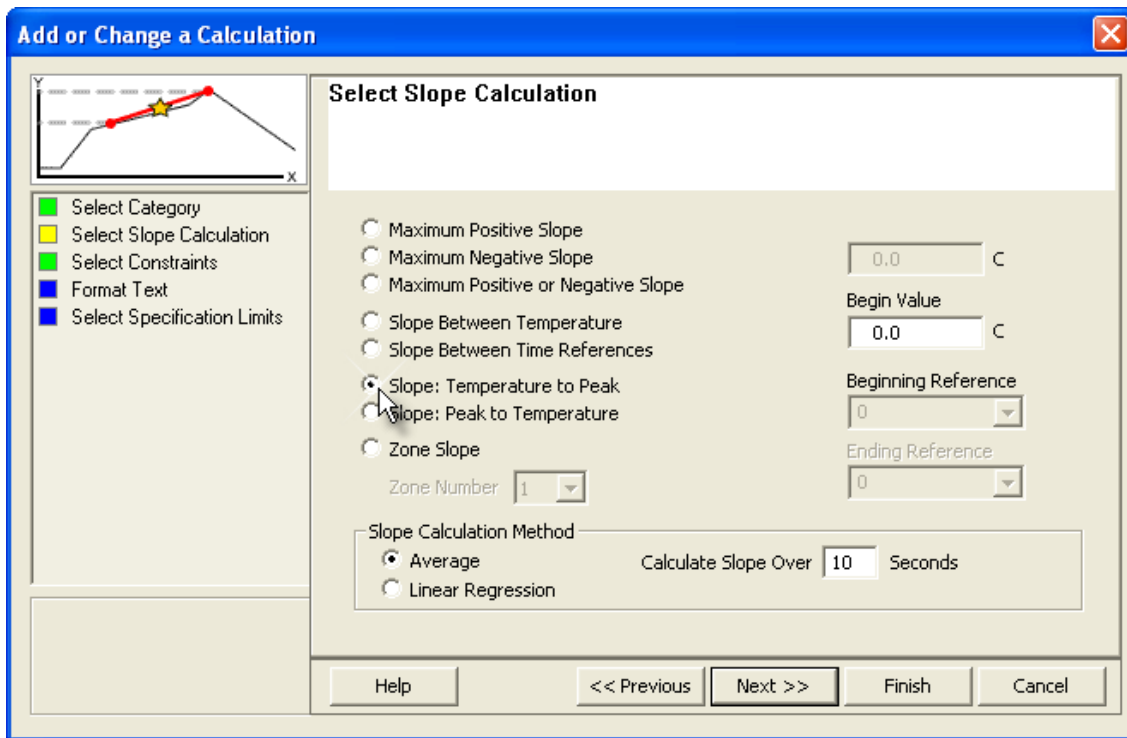 Add or Change a Calculation
Y
X
Select Category
Select Slope Calculation
Select Constraints
Format Text
Select Specification Limits
Select Slope Calculation
Maximum Positive Slope
Maximum Negative Slope
Maximum Positive or Negative Slope
Slope Between Temperature
Slope Between Time References
Slope: Temperature to Peak
Slope: Peak to Temperature
Zone Slope
Zone Number 1
0.0 C
Begin Value
0.0 C
Beginning Reference
0
Ending Reference
0
Slope Calculation Method
Average
Linear Regression
Calculate Slope Over 10 Seconds
Help << Previous Next >> Finish Cancel